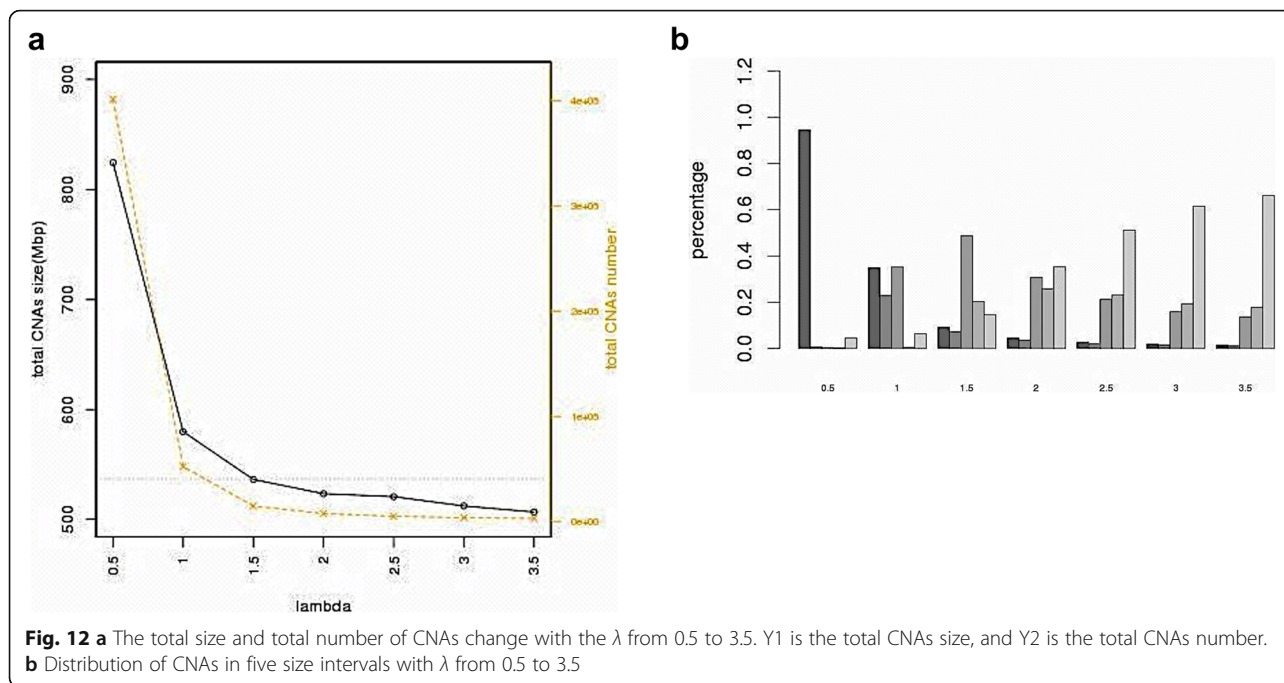 a
900
800
700
600
500
total CNAs size(Mbp)
4e+05
3e+05
2e+05
1e+05
0e+00
total CNAs number
0.5
1
1.5
2
2.5
3
3.5
lambda
b
1.2
1.0
0.8
0.6
0.4
0.2
0.0
percentage
0.5
1
1.5
2
2.5
3
3.5
Fig. 12 a The total size and total number of CNAs change with the λ from 0.5 to 3.5. Y1 is the total CNAs size, and Y2 is the total CNAs number.
b Distribution of CNAs in five size intervals with λ from 0.5 to 3.5